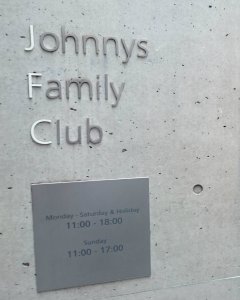 Johnnys
Family
Club
Monday - Saturday & Holiday
11:00 - 18:00
Sunday
11:00 - 17:00